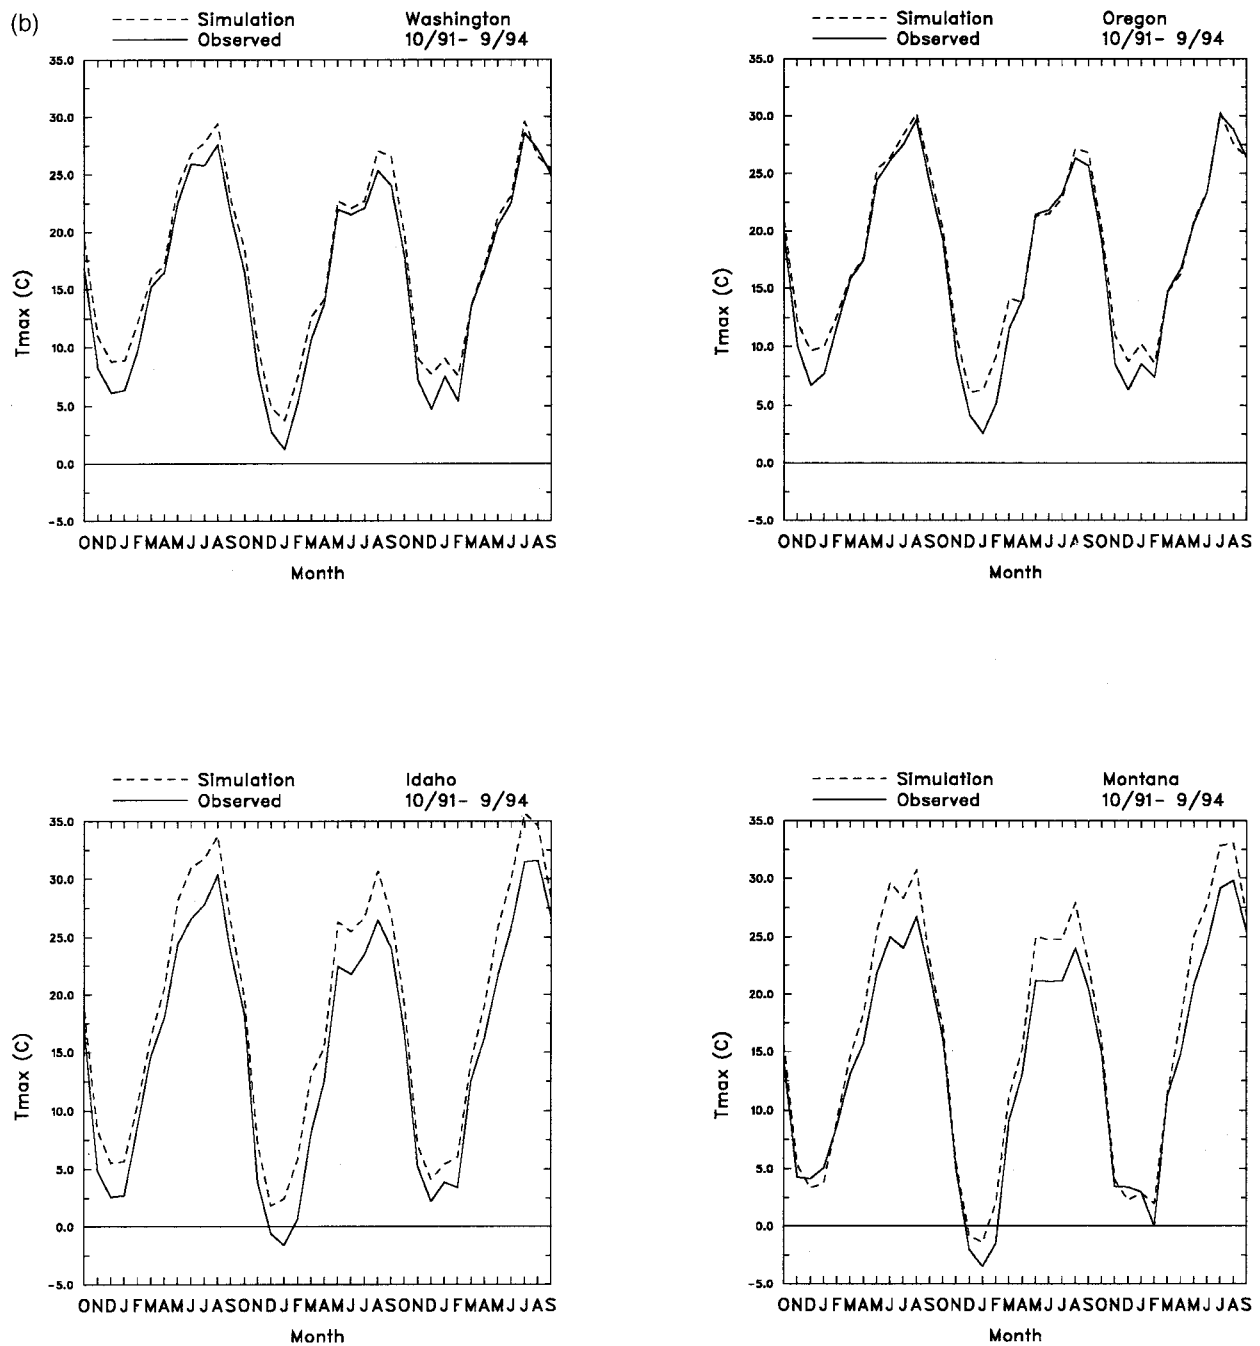 (b)
Simulation Washington
Observed 10/91- 9/94
35.0
30.0
25.0
20.0
15.0
10.0
5.0
0.0
-5.0
Tmax (C)
ONDJFMAMJJASONDJFMAMJJASONDJFMAMJJAS
Month
Simulation Oregon
Observed 10/91- 9/94
35.0
30.0
25.0
20.0
15.0
10.0
5.0
0.0
-5.0
Tmax (C)
ONDJFMAMJJASONDJFMAMJJASONDJFMAMJJAS
Month
Simulation Idaho
Observed 10/91- 9/94
35.0
30.0
25.0
20.0
15.0
10.0
5.0
0.0
-5.0
Tmax (C)
ONDJFMAMJJASONDJFMAMJJASONDJFMAMJJAS
Month
Simulation Montana
Observed 10/91- 9/94
35.0
30.0
25.0
20.0
15.0
10.0
5.0
0.0
-5.0
Tmax (C)
ONDJFMAMJJASONDJFMAMJJASONDJFMAMJJAS
Month